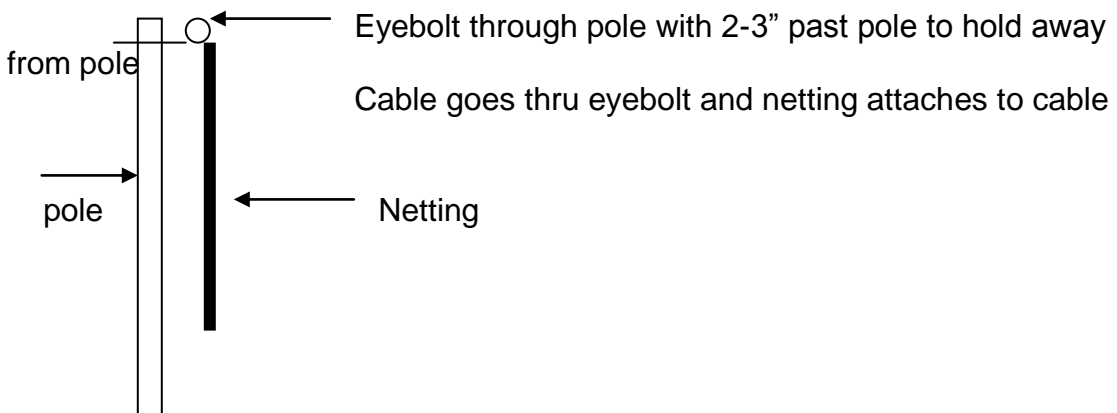 Eyebolt through pole with 2-3” past pole to hold away
from pole
Cable goes thru eyebolt and netting attaches to cable
pole
Netting